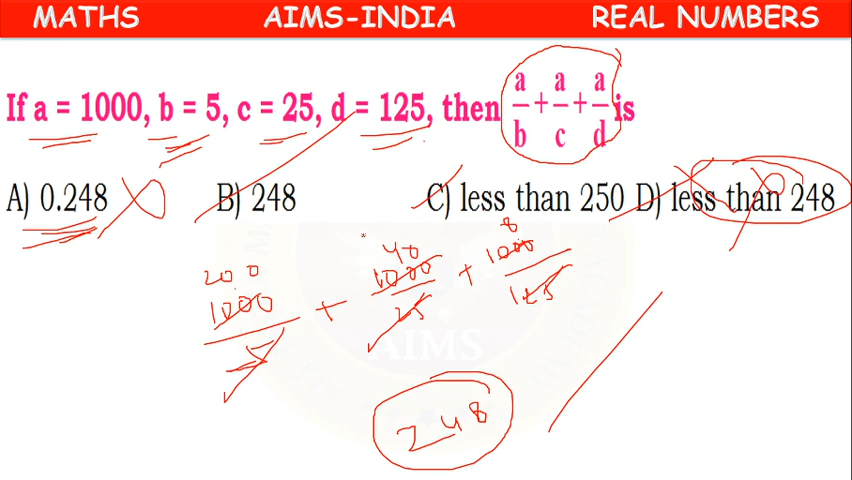 MATHS AIMS-INDIA REAL NUMBERS
If a = 1000, b = 5, c = 25, d = 125, then a/b + a/c + a/d is
A) 0.248 B) 248 C) less than 250 D) less than 248
200 40 8
1000/5 + 1000/25 + 1000/125
AIMS
248